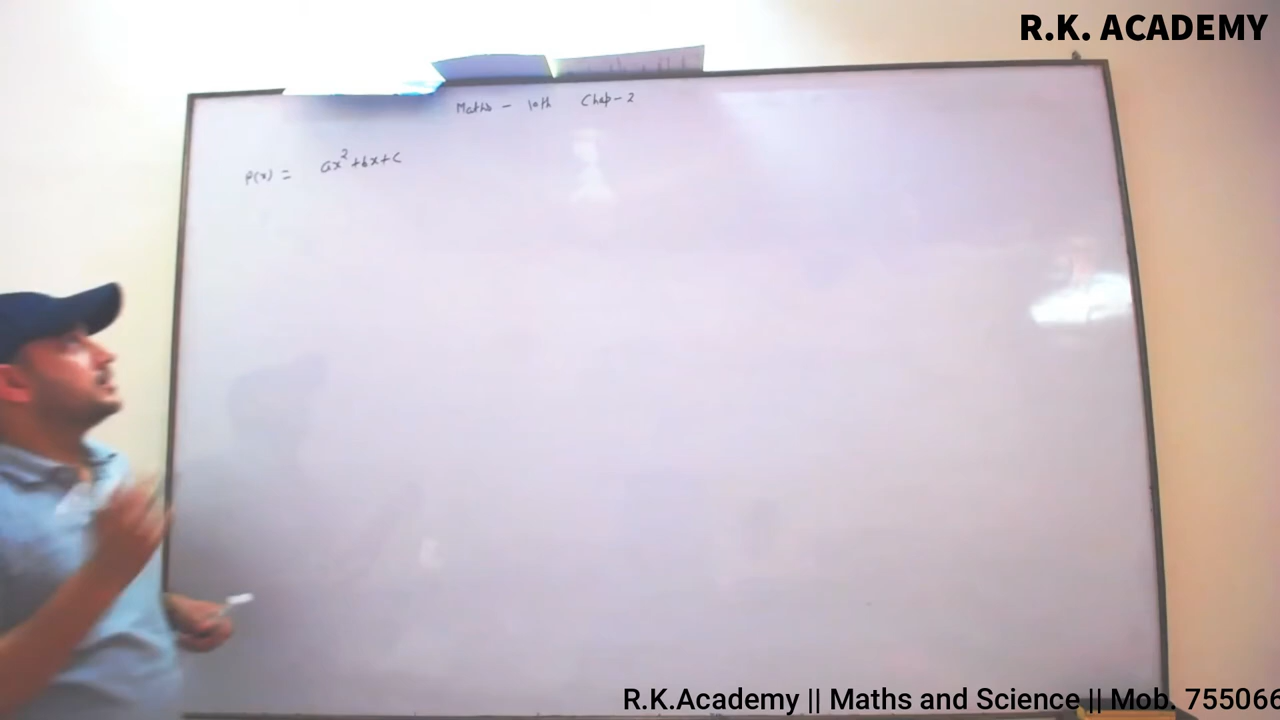 R.K. ACADEMY
Maths - 10th Chap-2
P(x) = ax²+bx+c
R.K.Academy || Maths and Science || Mob. 755066